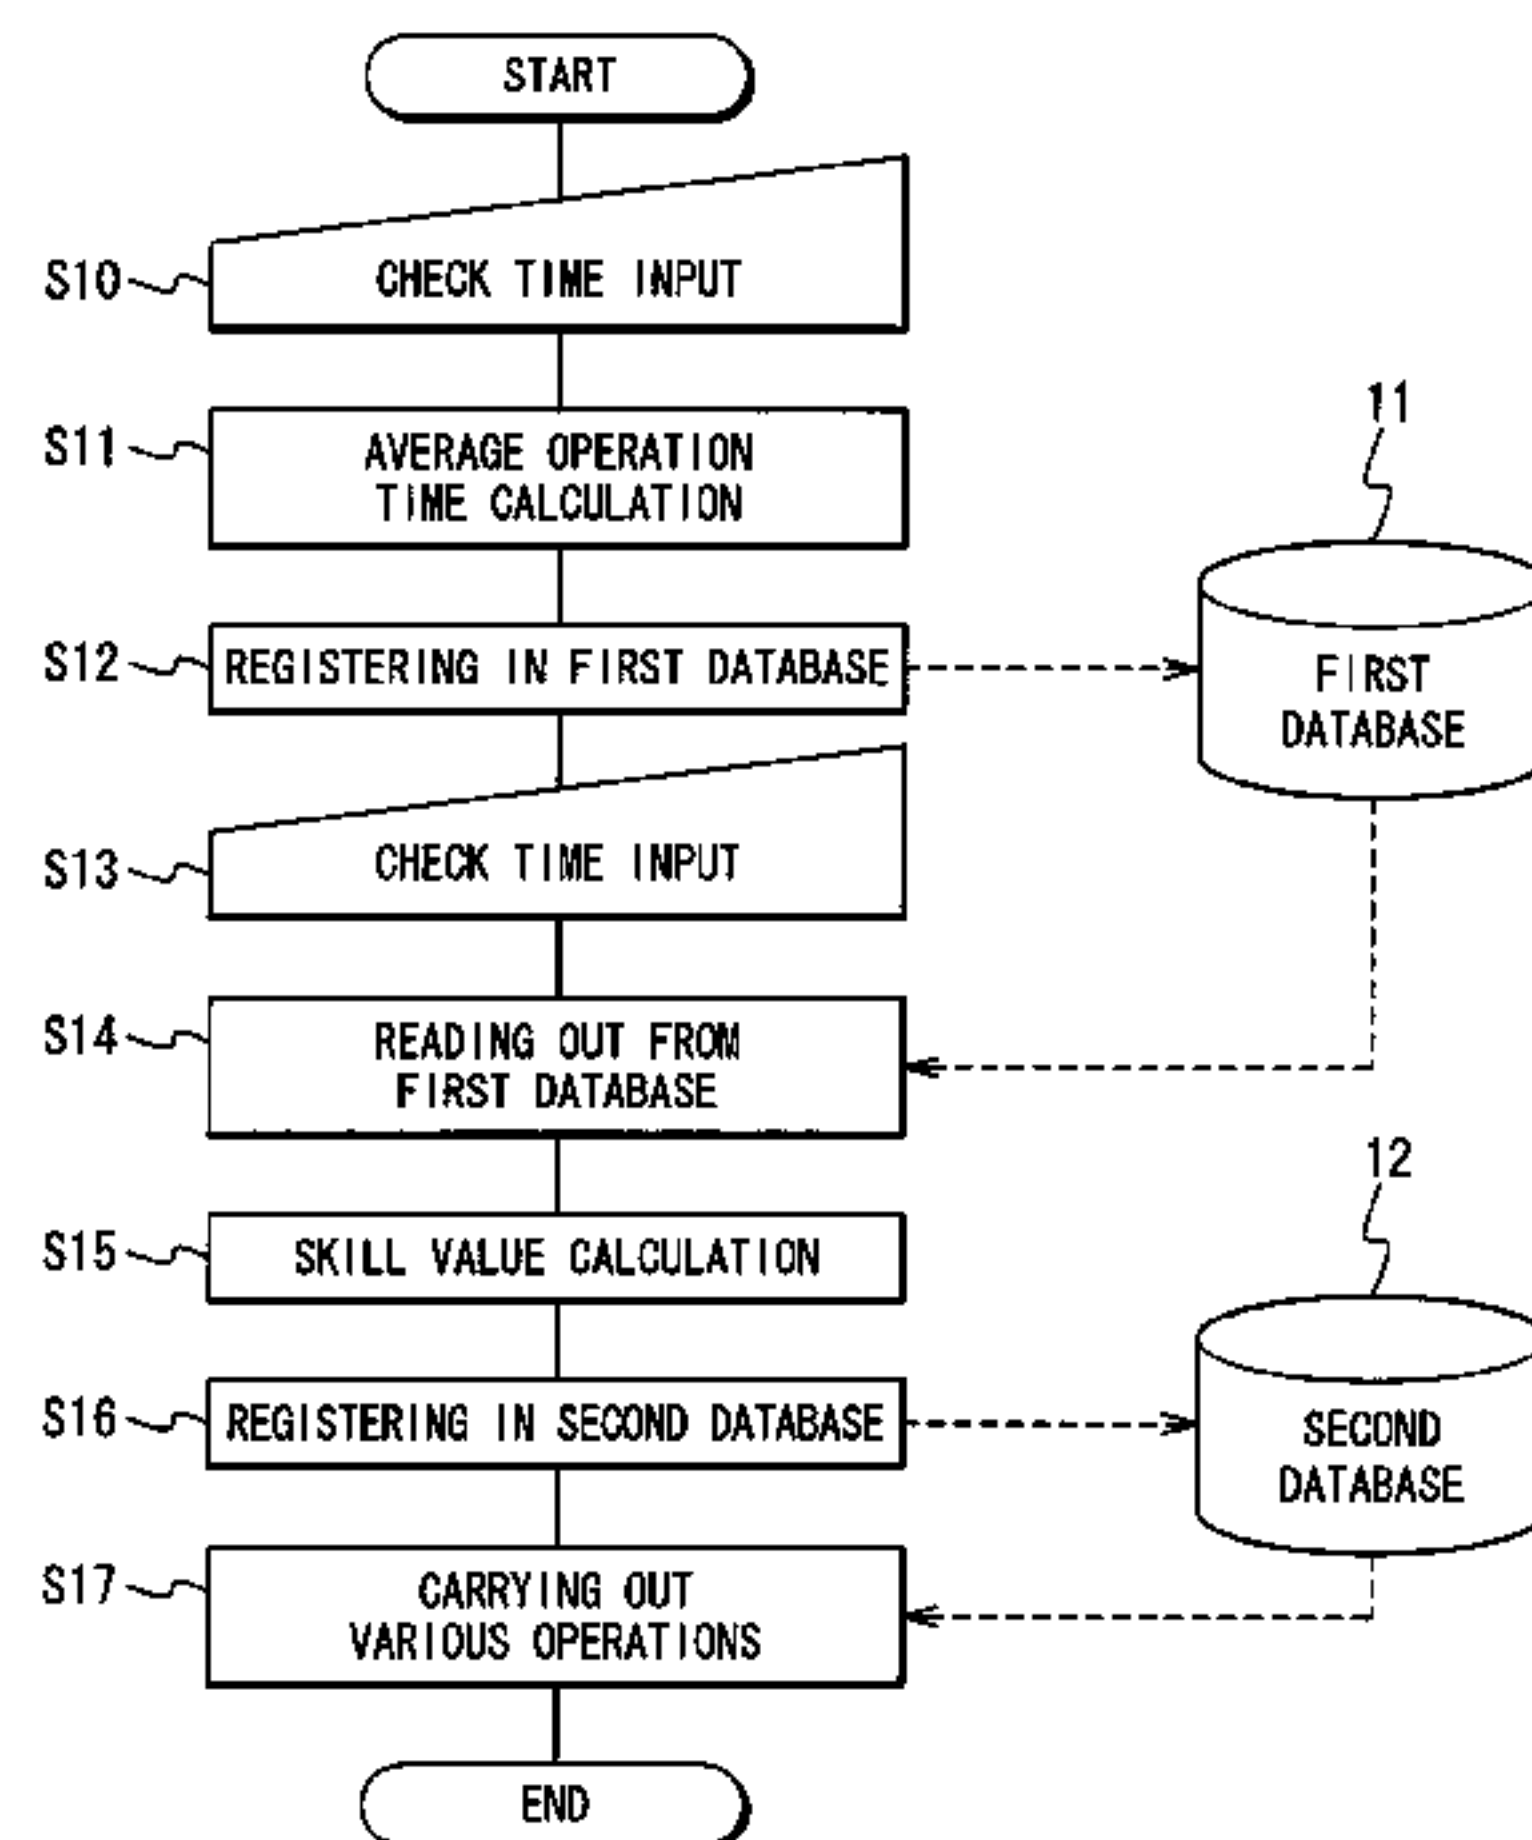 START
S10
CHECK TIME INPUT
S11
AVERAGE OPERATION
TIME CALCULATION
11
S12
REGISTERING IN FIRST DATABASE
FIRST
DATABASE
S13
CHECK TIME INPUT
S14
READING OUT FROM
FIRST DATABASE
12
S15
SKILL VALUE CALCULATION
S16
REGISTERING IN SECOND DATABASE
SECOND
DATABASE
S17
CARRYING OUT
VARIOUS OPERATIONS
END